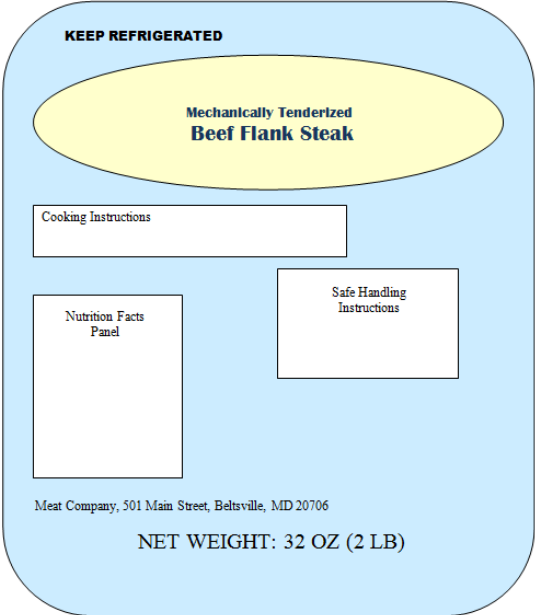 KEEP REFRIGERATED
Mechanically Tenderized
Beef Flank Steak
Cooking Instructions
Safe Handling
Instructions
Nutrition Facts
Panel
Meat Company, 501 Main Street, Beltsville, MD 20706
NET WEIGHT: 32 OZ (2 LB)